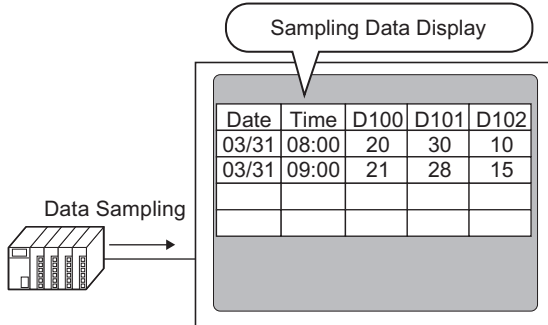 Sampling Data Display
Date Time D100 D101 D102
03/31 08:00 20 30 10
03/31 09:00 21 28 15
Data Sampling